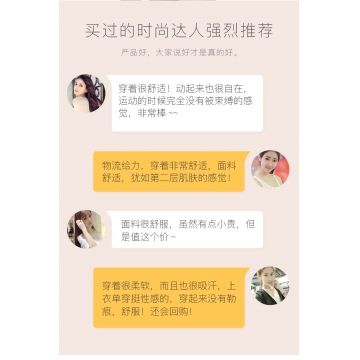 买过的时尚达人强烈推荐
产品好，大家说好才是真的好。
穿着很舒适！动起来也很自在，
运动的时候完全没有被束缚的感
觉，非常棒 ~~
物流给力，穿着非常舒适，面料
舒适，犹如第二层肌肤的感觉！
面料很舒服，虽然有点小贵，但
是值这个价 ~
穿着很柔软，而且也很吸汗，上
衣单穿挺性感的，穿起来没有勒
痕，舒服！还会回购！